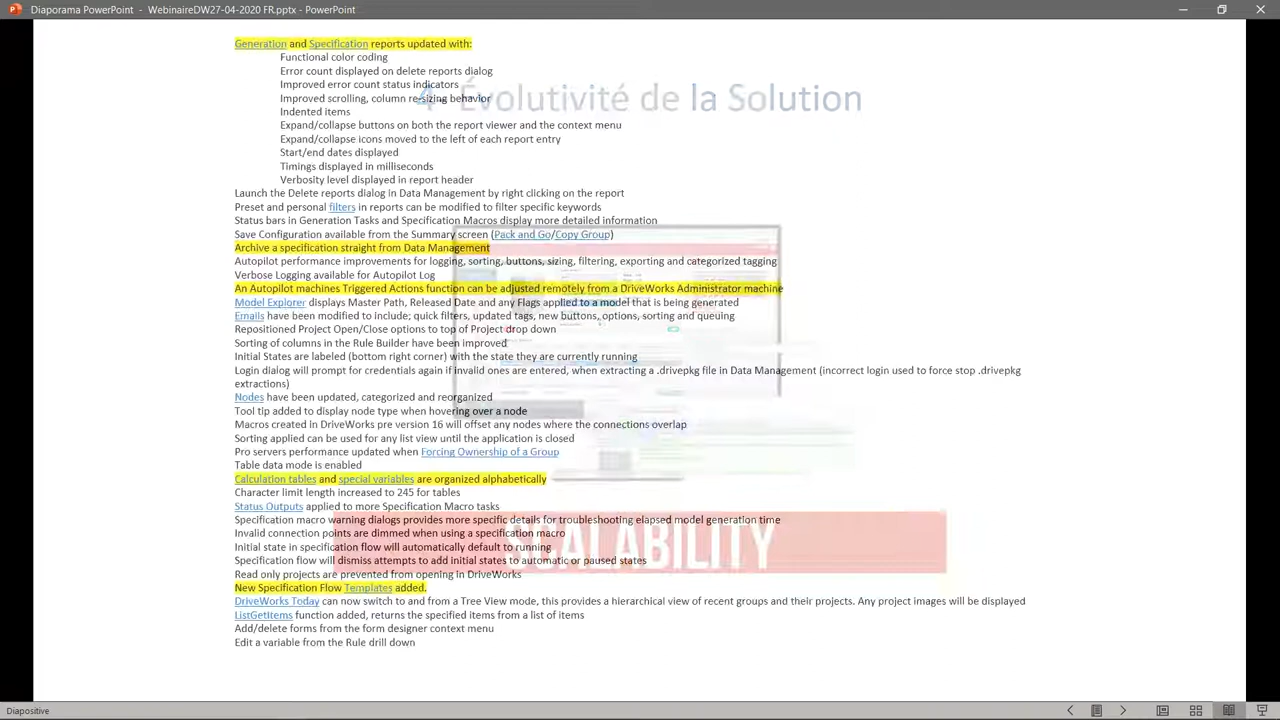 Diaporama PowerPoint - WebinaireDW27-04-2020 FR.pptx - PowerPoint
Generation and Specification reports updated with:
Functional color coding
Error count displayed on delete reports dialog
Improved error count status indicators
4- Évolutivité de la Solution
Improved scrolling, column re-sizing behavior
Indented items
Expand/collapse buttons on both the report viewer and the context menu
Expand/collapse icons moved to the left of each report entry
Start/end dates displayed
Timings displayed in milliseconds
Verbosity level displayed in report header
Launch the Delete reports dialog in Data Management by right clicking on the report
Preset and personal filters in reports can be modified to filter specific keywords
Status bars in Generation Tasks and Specification Macros display more detailed information
Save Configuration available from the Summary screen (Pack and Go/Copy Group)
Archive a specification straight from Data Management
Autopilot performance improvements for logging, sorting, buttons, sizing, filtering, exporting and categorized tagging
Verbose Logging available for Autopilot Log
An Autopilot machines Triggered Actions function can be adjusted remotely from a DriveWorks Administrator machine
Model Explorer displays Master Path, Released Date and any Flags applied to a model that is being generated
Emails have been modified to include; quick filters, updated tags, new buttons, options, sorting and queuing
Repositioned Project Open/Close options to top of Project drop down
Sorting of columns in the Rule Builder have been improved
Initial States are labeled (bottom right corner) with the state they are currently running
Login dialog will prompt for credentials again if invalid ones are entered, when extracting a .drivepkg file in Data Management (incorrect login used to force stop .drivepkg
extractions)
Nodes have been updated, categorized and reorganized
Tool tip added to display node type when hovering over a node
Macros created in DriveWorks pre version 16 will offset any nodes where the connections overlap
Sorting applied can be used for any list view until the application is closed
Pro servers performance updated when Forcing Ownership of a Group
Table data mode is enabled
Calculation tables and special variables are organized alphabetically
Character limit length increased to 245 for tables
Status Outputs applied to more Specification Macro tasks
Specification macro warning dialogs provides more specific details for troubleshooting elapsed model generation time
Invalid connection points are dimmed when using a specification macro
SCALABILITY
Initial state in specification flow will automatically default to running
Specification flow will dismiss attempts to add initial states to automatic or paused states
Read only projects are prevented from opening in DriveWorks
New Specification Flow Templates added.
DriveWorks Today can now switch to and from a Tree View mode, this provides a hierarchical view of recent groups and their projects. Any project images will be displayed
ListGetItems function added, returns the specified items from a list of items
Add/delete forms from the form designer context menu
Edit a variable from the Rule drill down
Diapositive